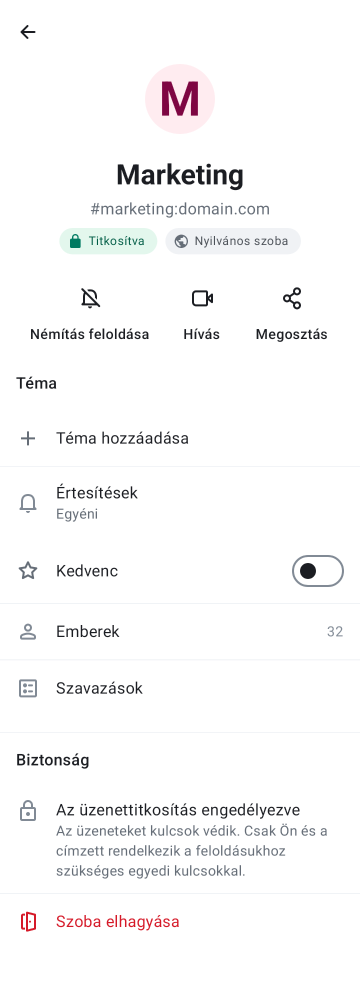 M
Marketing
#marketing:domain.com
Titkosítva
Nyilvános szoba
Némítás feloldása
Hívás
Megosztás
Téma
Téma hozzáadása
Értesítések
Egyéni
Kedvenc
Emberek
32
Szavazások
Biztonság
Az üzenettitkosítás engedélyezve
Az üzeneteket kulcsok védik. Csak Ön és a
címzett rendelkezik a feloldásukhoz
szükséges egyedi kulcsokkal.
Szoba elhagyása